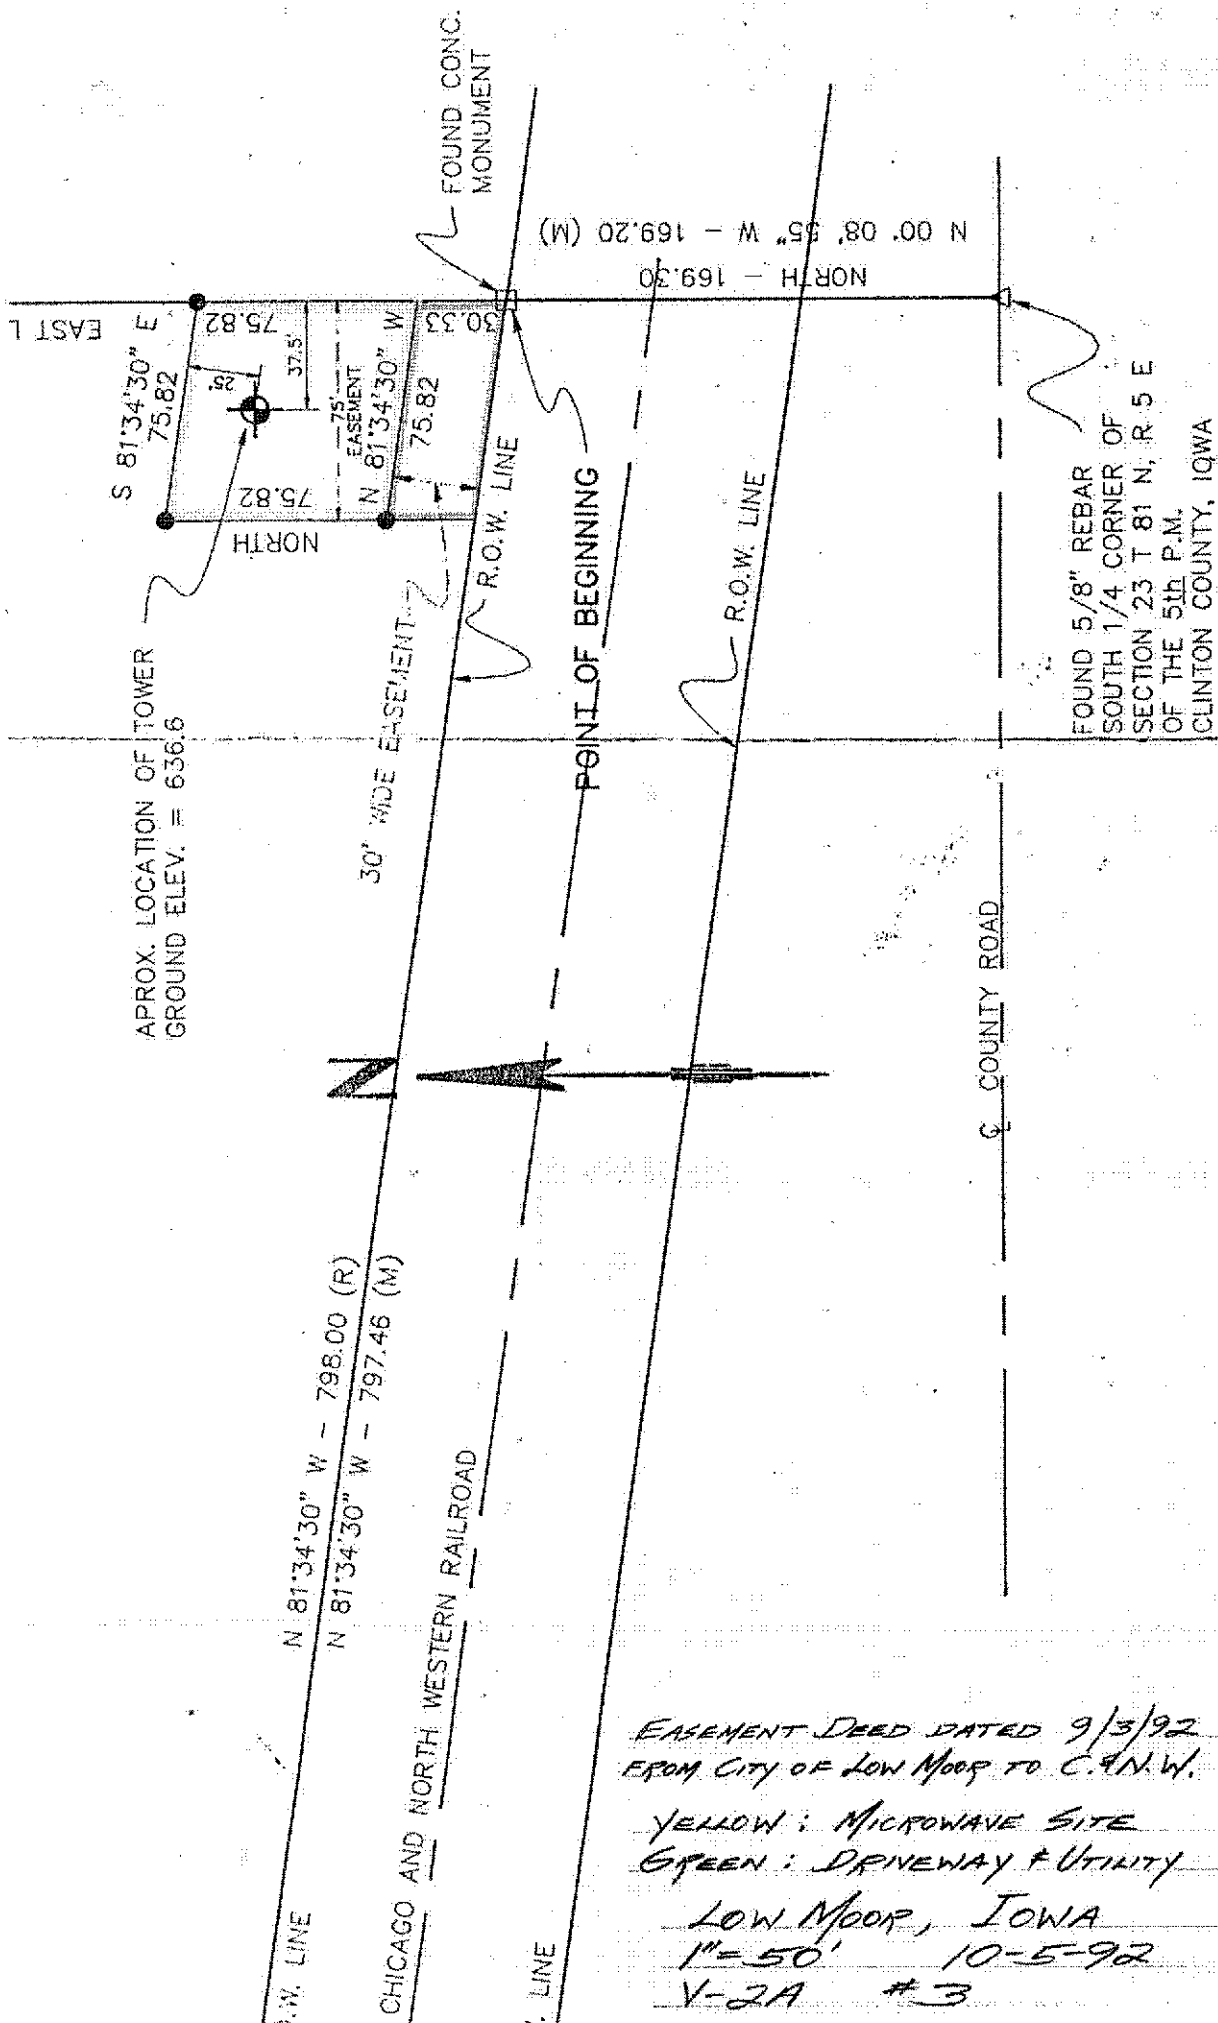 FOUND CONC.
MONUMENT
EAST L
S 81°34'30" E
75.82
75.82
25'
37.5'
75'
EASEMENT
N 81°34'30" W
75.82
30.33
75.82
NORTH
N 00° 08' 55" W - 169.20 (M)
NORTH - 169.30
APROX. LOCATION OF TOWER
GROUND ELEV. = 636.6
30' WIDE EASEMENT
R.O.W. LINE
POINT OF BEGINNING
R.O.W. LINE
FOUND 5/8" REBAR
SOUTH 1/4 CORNER OF
SECTION 23 T 81 N, R 5 E
OF THE 5th P.M.
CLINTON COUNTY, IOWA
N
COUNTY ROAD
N 81°34'30" W - 798.00 (R)
N 81°34'30" W - 797.46 (M)
CHICAGO AND NORTH WESTERN RAILROAD
.W. LINE
LINE
EASEMENT DEED DATED 9/3/92
FROM CITY OF LOW MOOR TO C.&N.W.
YELLOW : MICROWAVE SITE
GREEN : DRIVEWAY & UTILITY
LOW MOOR, IOWA
1"=50' 10-5-92
V-2A #3